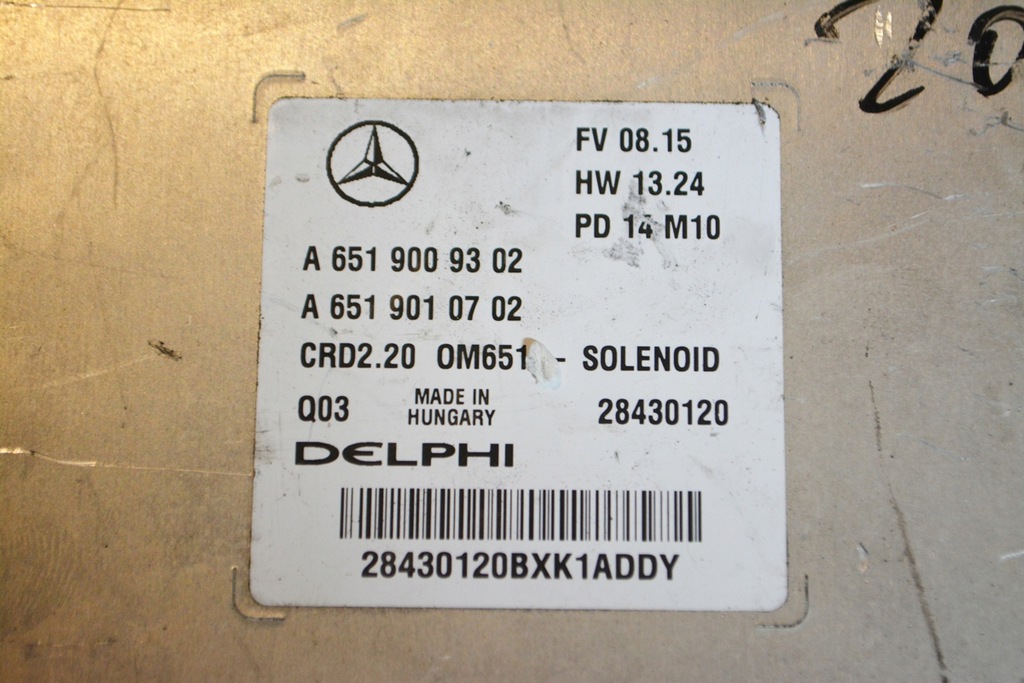 FV 08.15
HW 13.24
PD 14 M10
A 651 900 93 02
A 651 901 07 02
CRD2.20 OM651 - SOLENOID
Q03 MADE IN HUNGARY 28430120
DELPHI
28430120BXK1ADDY
20